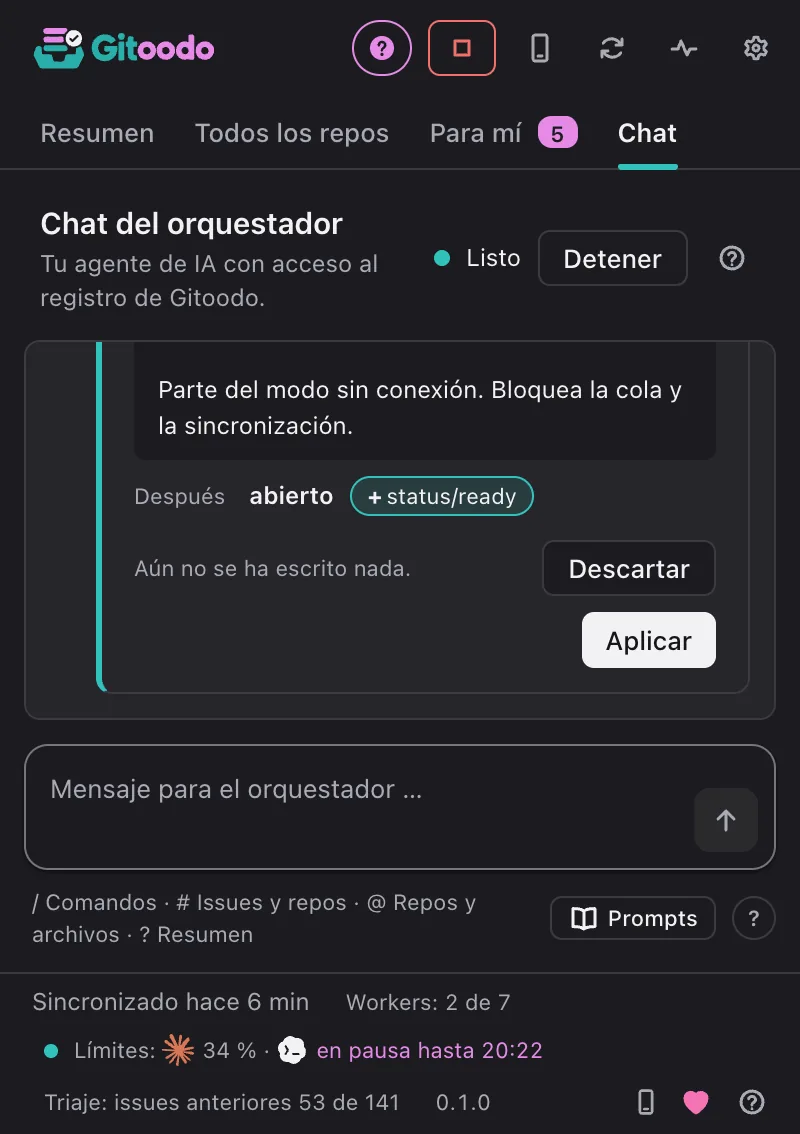 Gitoodo
Resumen Todos los repos Para mí 5 Chat
Chat del orquestador
Tu agente de IA con acceso al
registro de Gitoodo.
Listo Detener ?
Parte del modo sin conexión. Bloquea la cola y
la sincronización.
Después abierto + status/ready
Aún no se ha escrito nada. Descartar
Aplicar
Mensaje para el orquestador ...
/ Comandos · # Issues y repos · @ Repos y
archivos · ? Resumen
Prompts ?
Sincronizado hace 6 min Workers: 2 de 7
Límites: 34 % · en pausa hasta 20:22
Triaje: issues anteriores 53 de 141 0.1.0